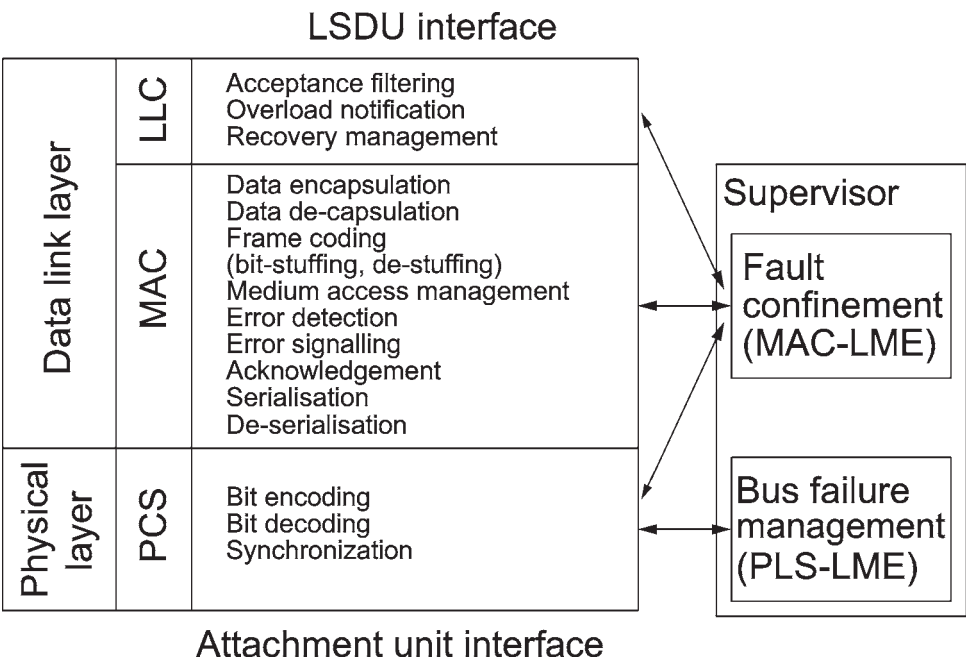 LSDU interface
Data link layer
LLC
Acceptance filtering
Overload notification
Recovery management
MAC
Data encapsulation
Data de-capsulation
Frame coding
(bit-stuffing, de-stuffing)
Medium access management
Error detection
Error signalling
Acknowledgement
Serialisation
De-serialisation
Physical
layer
PCS
Bit encoding
Bit decoding
Synchronization
Supervisor
Fault
confinement
(MAC-LME)
Bus failure
management
(PLS-LME)
Attachment unit interface